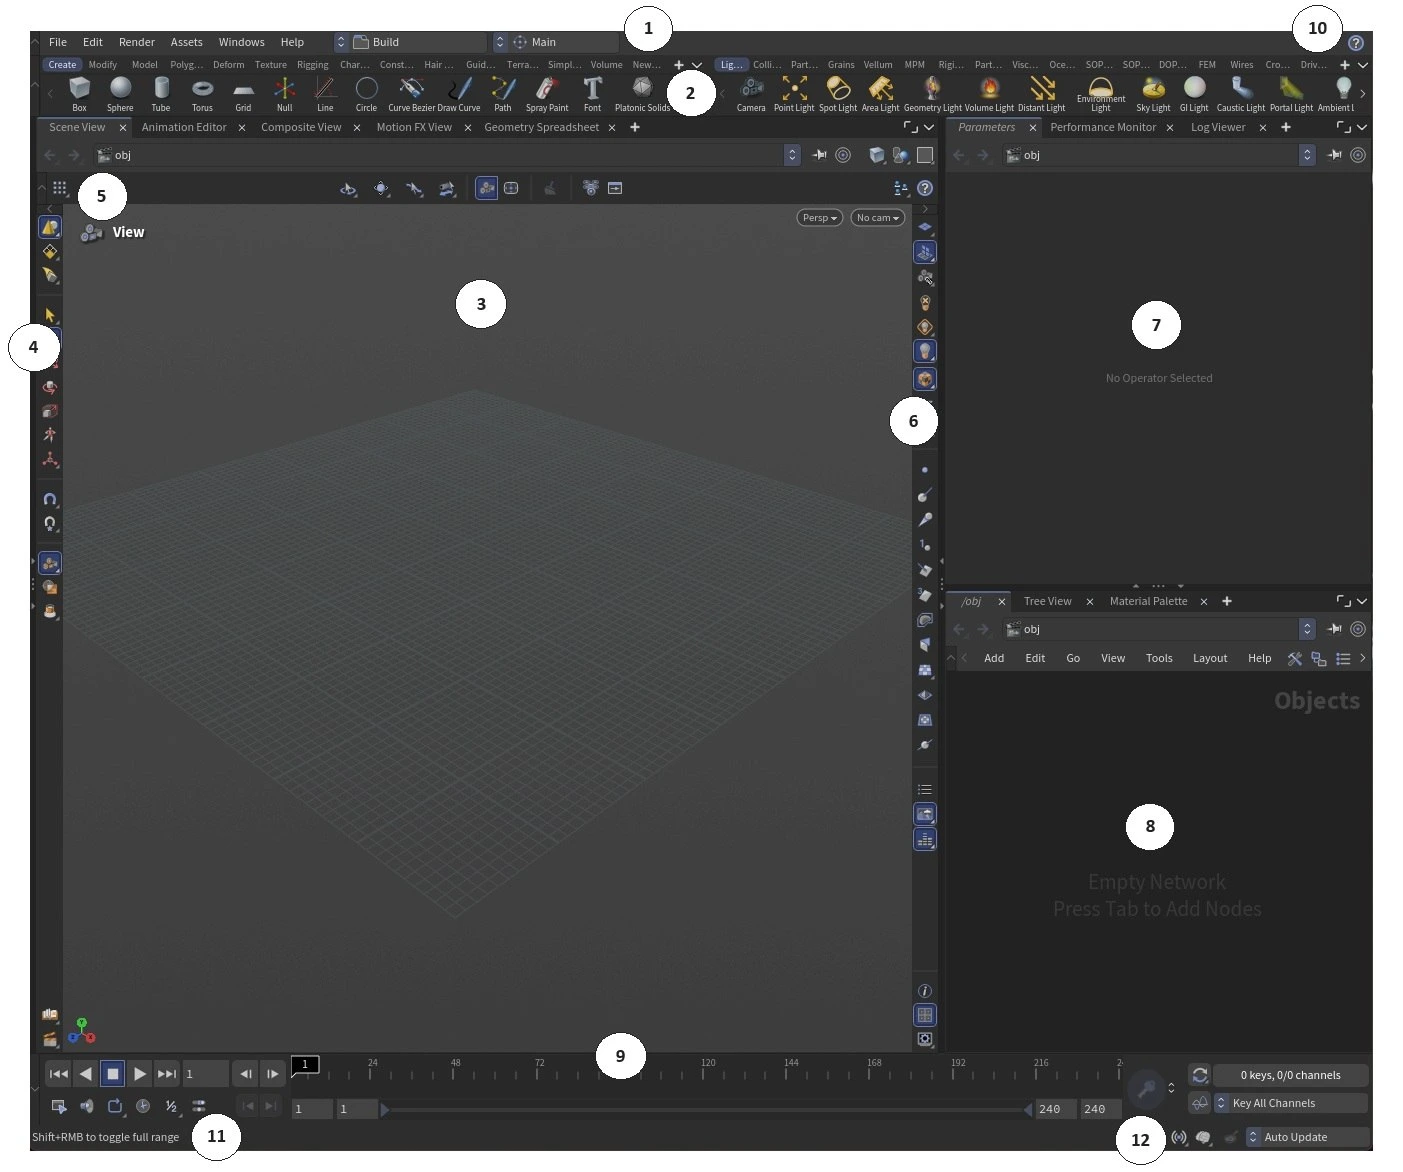 1
10
File Edit Render Assets Windows Help Build Main
Create Modify Model Polyg... Deform Texture Rigging Char... Const... Hair ... Guid... Terra... Simpl... Volume New... Lig... Colli... Part... Grains Vellum MPM Rigi... Part... Visc... Oce... SOP... SOP... DOP... FEM Wires Cro... Driv...
2
Box Sphere Tube Torus Grid Null Line Circle Curve Bezier Draw Curve Path Spray Paint Font Platonic Solids Camera Point Light Spot Light Area Light Geometry Light Volume Light Distant Light Environment Light Sky Light GI Light Caustic Light Portal Light Ambient L
Scene View Animation Editor Composite View Motion FX View Geometry Spreadsheet Parameters Performance Monitor Log Viewer
obj obj
5
View Persp No cam
3
7
4
No Operator Selected
6
/obj Tree View Material Palette
obj
Add Edit Go View Tools Layout Help
Objects
8
Empty Network
Press Tab to Add Nodes
9
1 1 24 48 72 120 144 168 192 216 2
0 keys, 0/0 channels
½ 1 1 240 240 Key All Channels
Shift+RMB to toggle full range 11 12 Auto Update